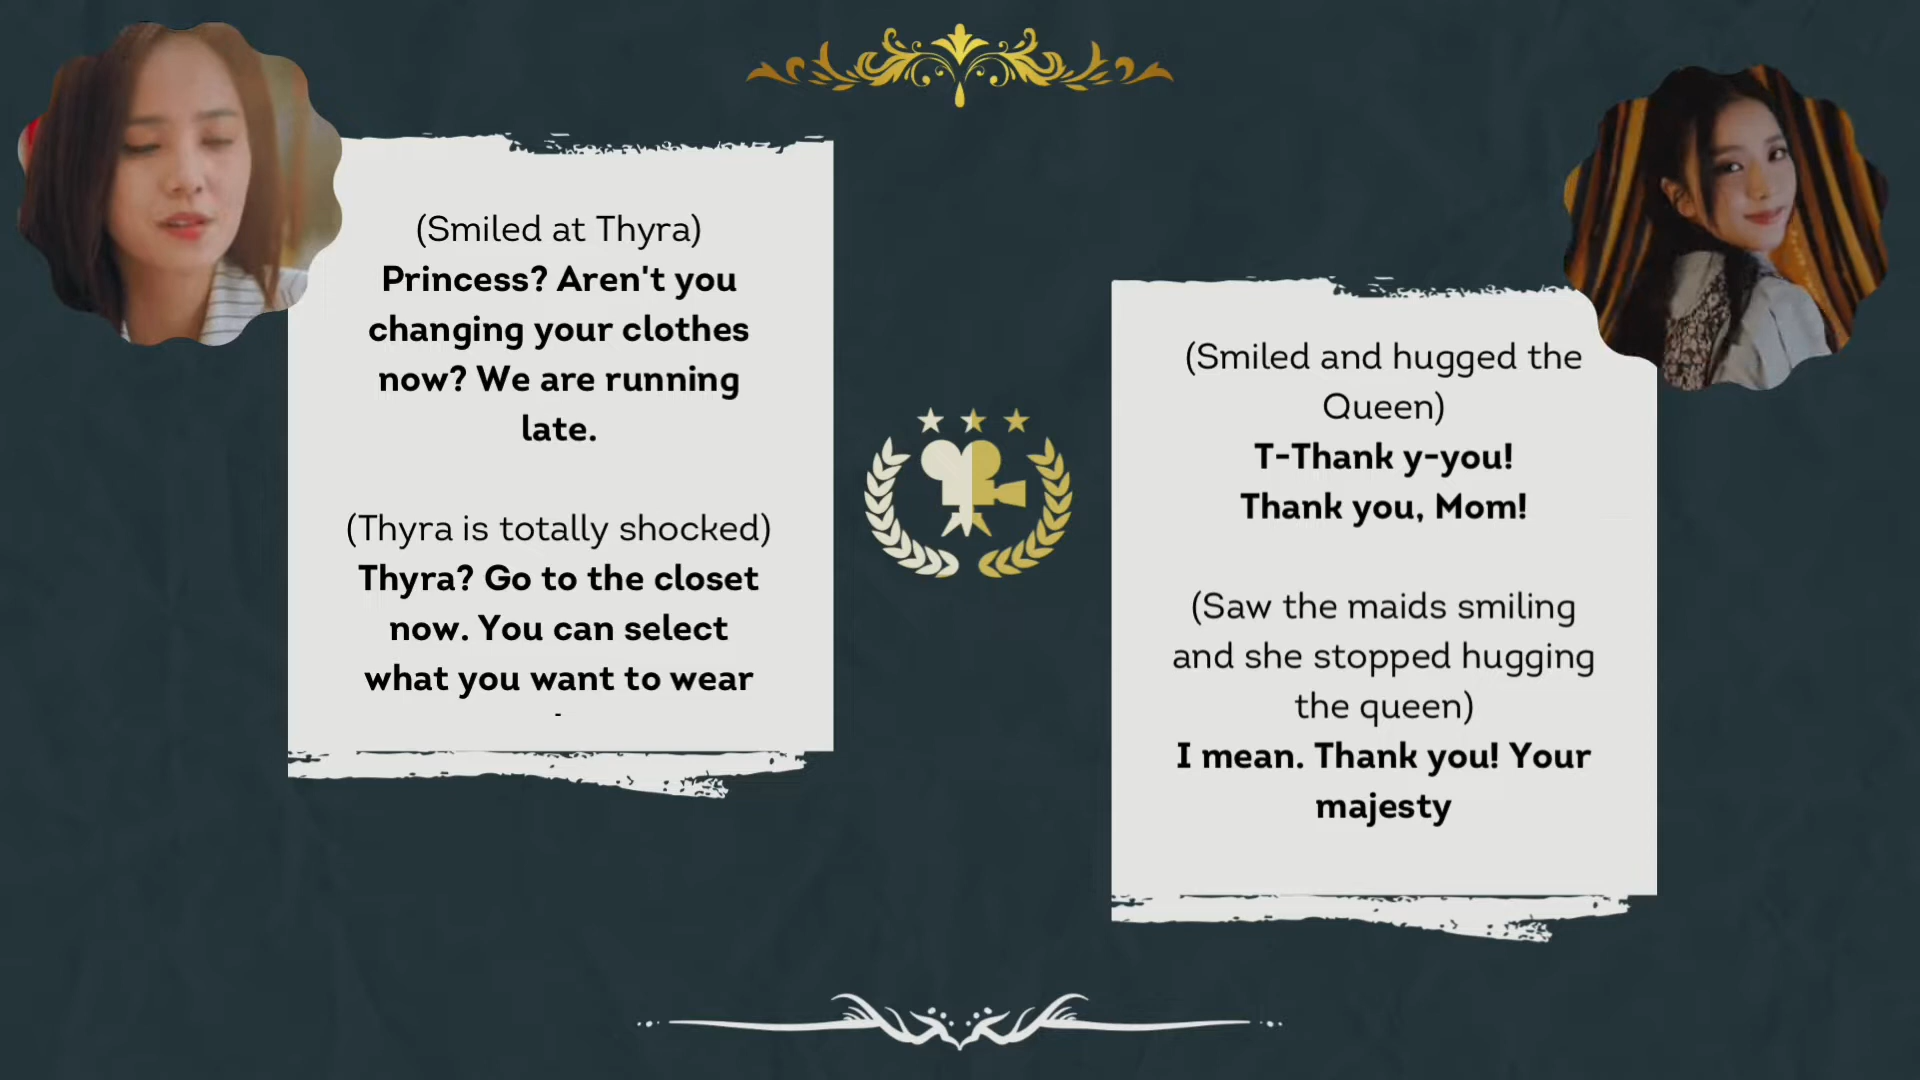 (Smiled at Thyra)
Princess? Aren't you
changing your clothes
now? We are running
late.
(Thyra is totally shocked)
Thyra? Go to the closet
now. You can select
what you want to wear
(Smiled and hugged the
Queen)
T-Thank y-you!
Thank you, Mom!
(Saw the maids smiling
and she stopped hugging
the queen)
I mean. Thank you! Your
majesty